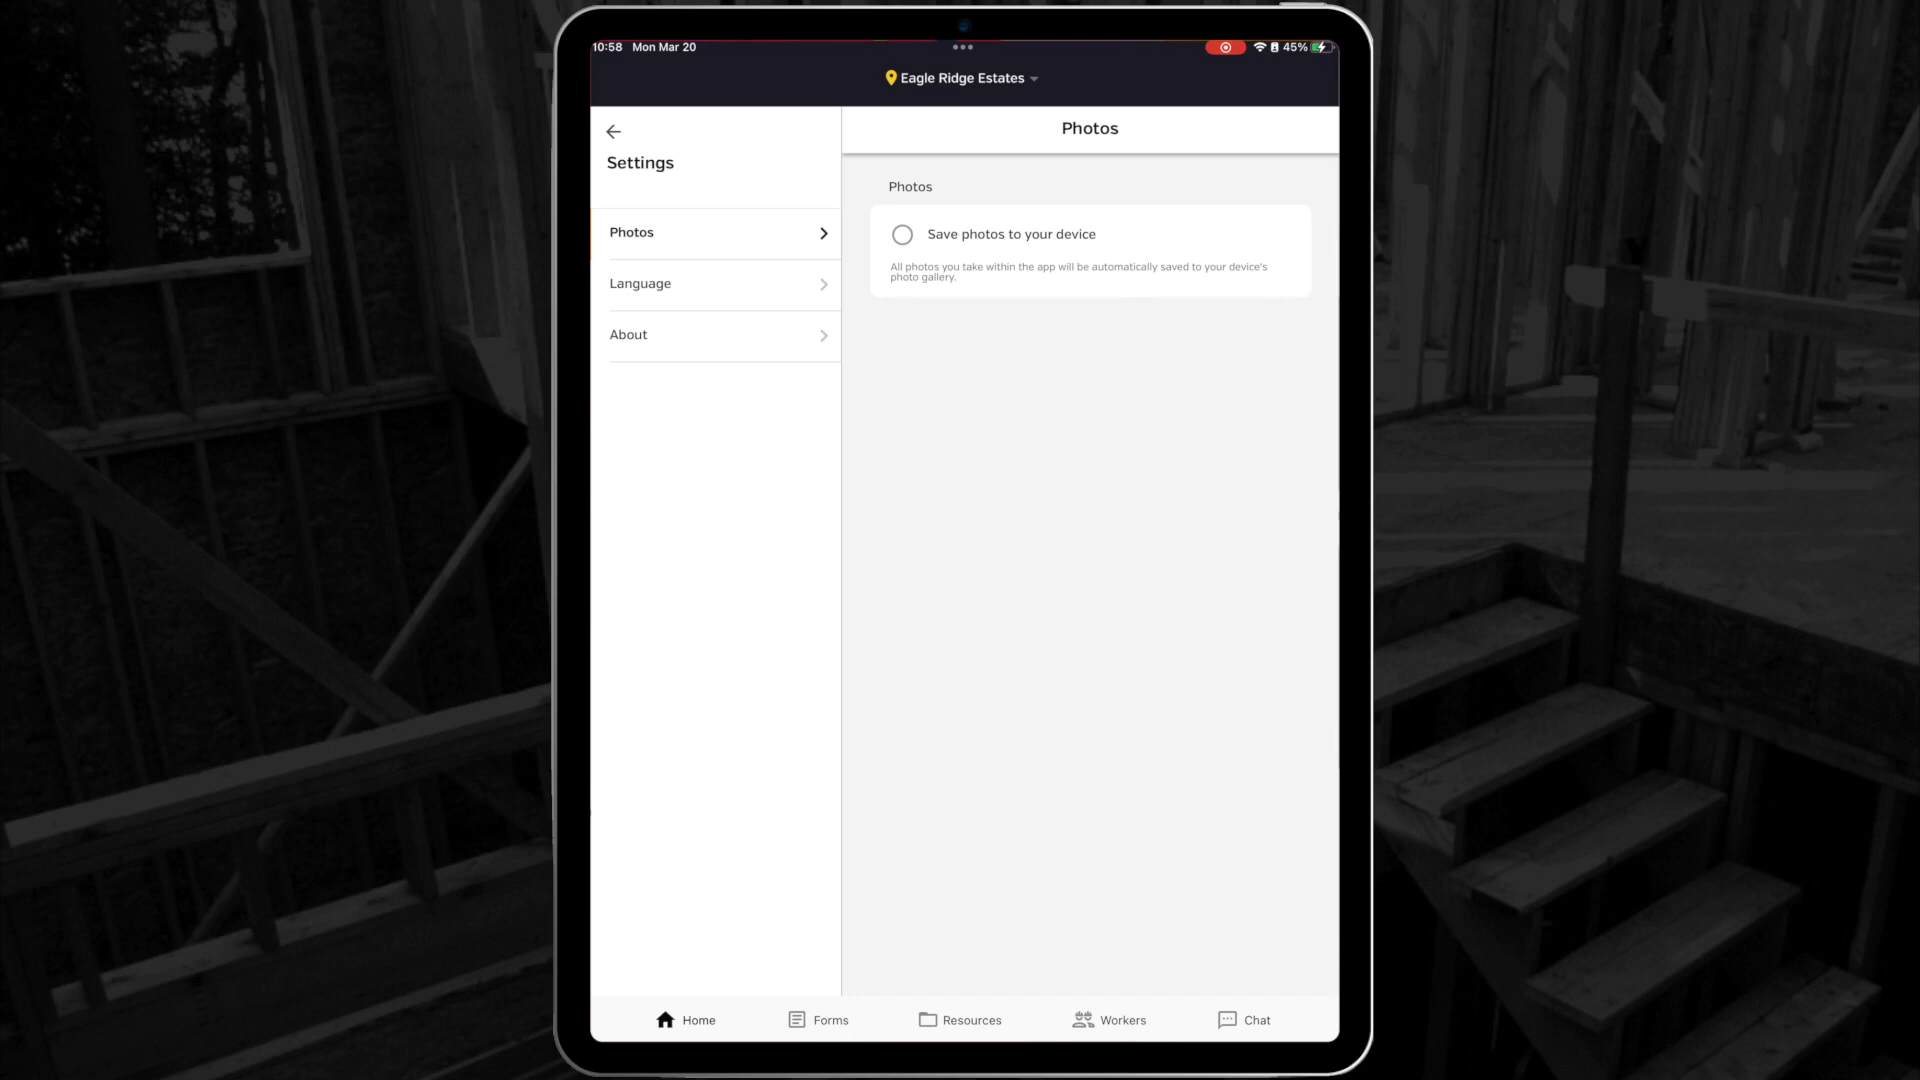 10:58 Mon Mar 20
45%
Eagle Ridge Estates
Settings
Photos
Language
About
Photos
Photos
Save photos to your device
All photos you take within the app will be automatically saved to your device's
photo gallery.
Home
Forms
Resources
Workers
Chat